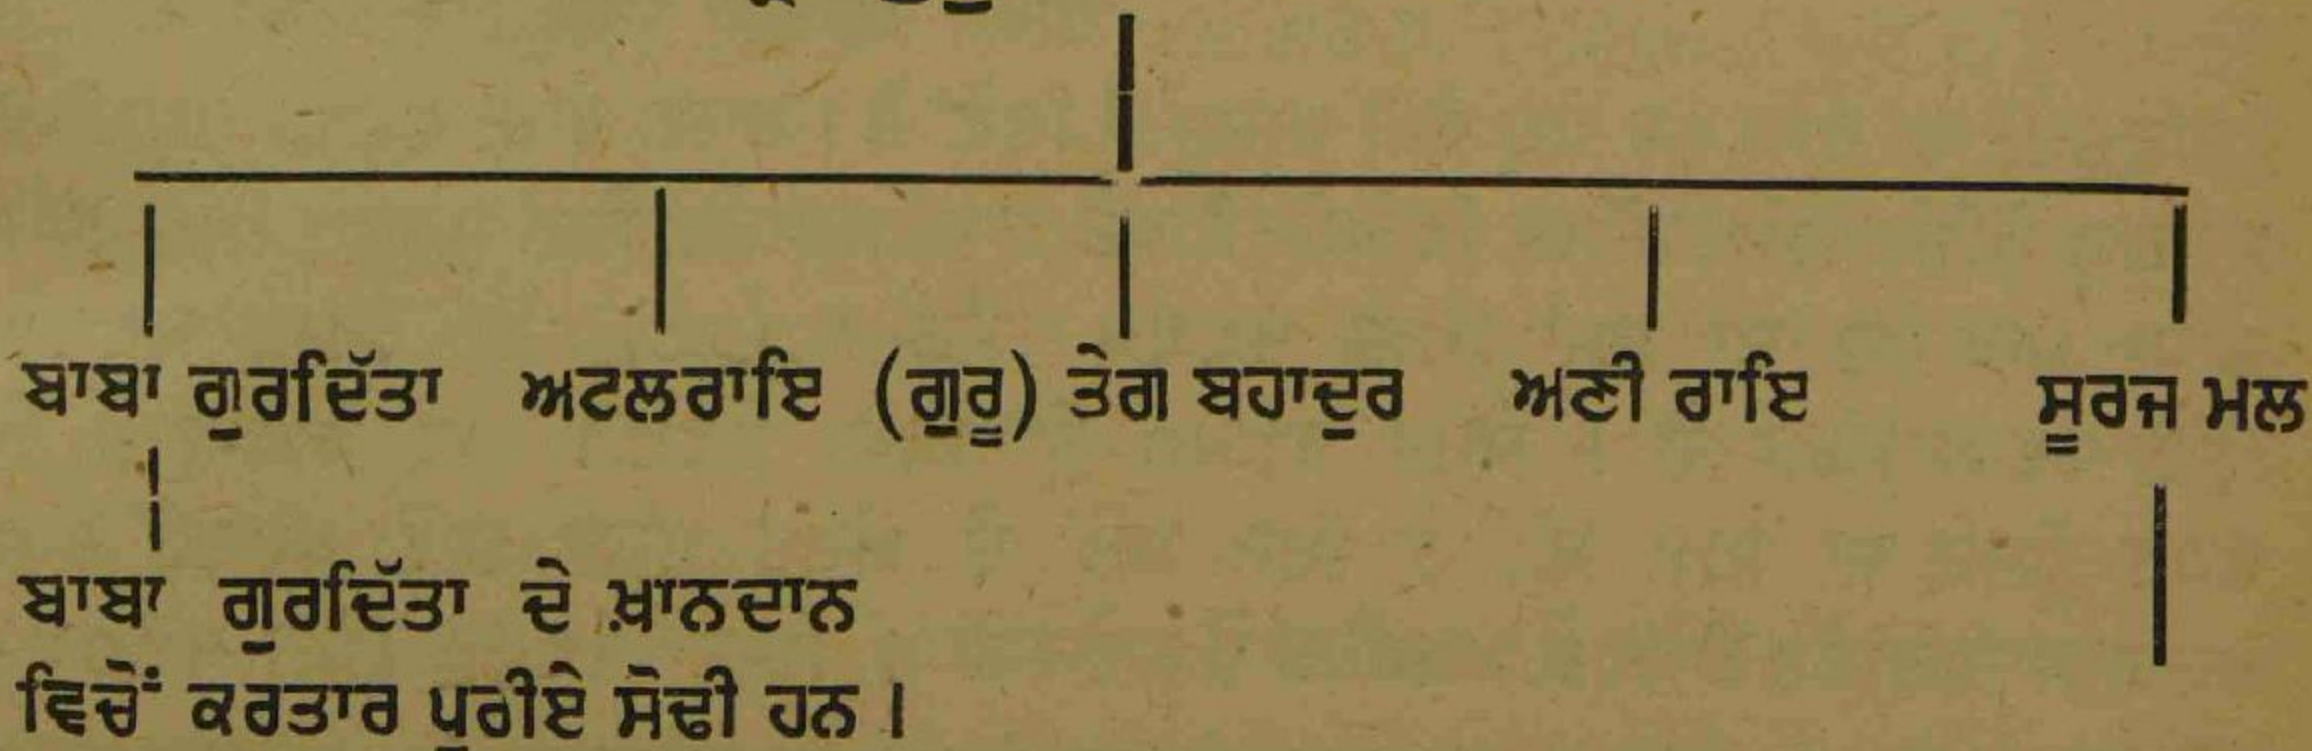 ਬਾਬਾ ਗੁਰਦਿੱਤਾ ਅਟਲਰਾਇ (ਗੁਰੂ) ਤੇਗ ਬਹਾਦੁਰ ਅਣੀ ਰਾਇ ਸੂਰਜ ਮਲ
ਬਾਬਾ ਗੁਰਦਿੱਤਾ ਦੇ ਖ਼ਾਨਦਾਨ
ਵਿਚੋਂ ਕਰਤਾਰ ਪੁਰੀਏ ਸੋਢੀ ਹਨ ।